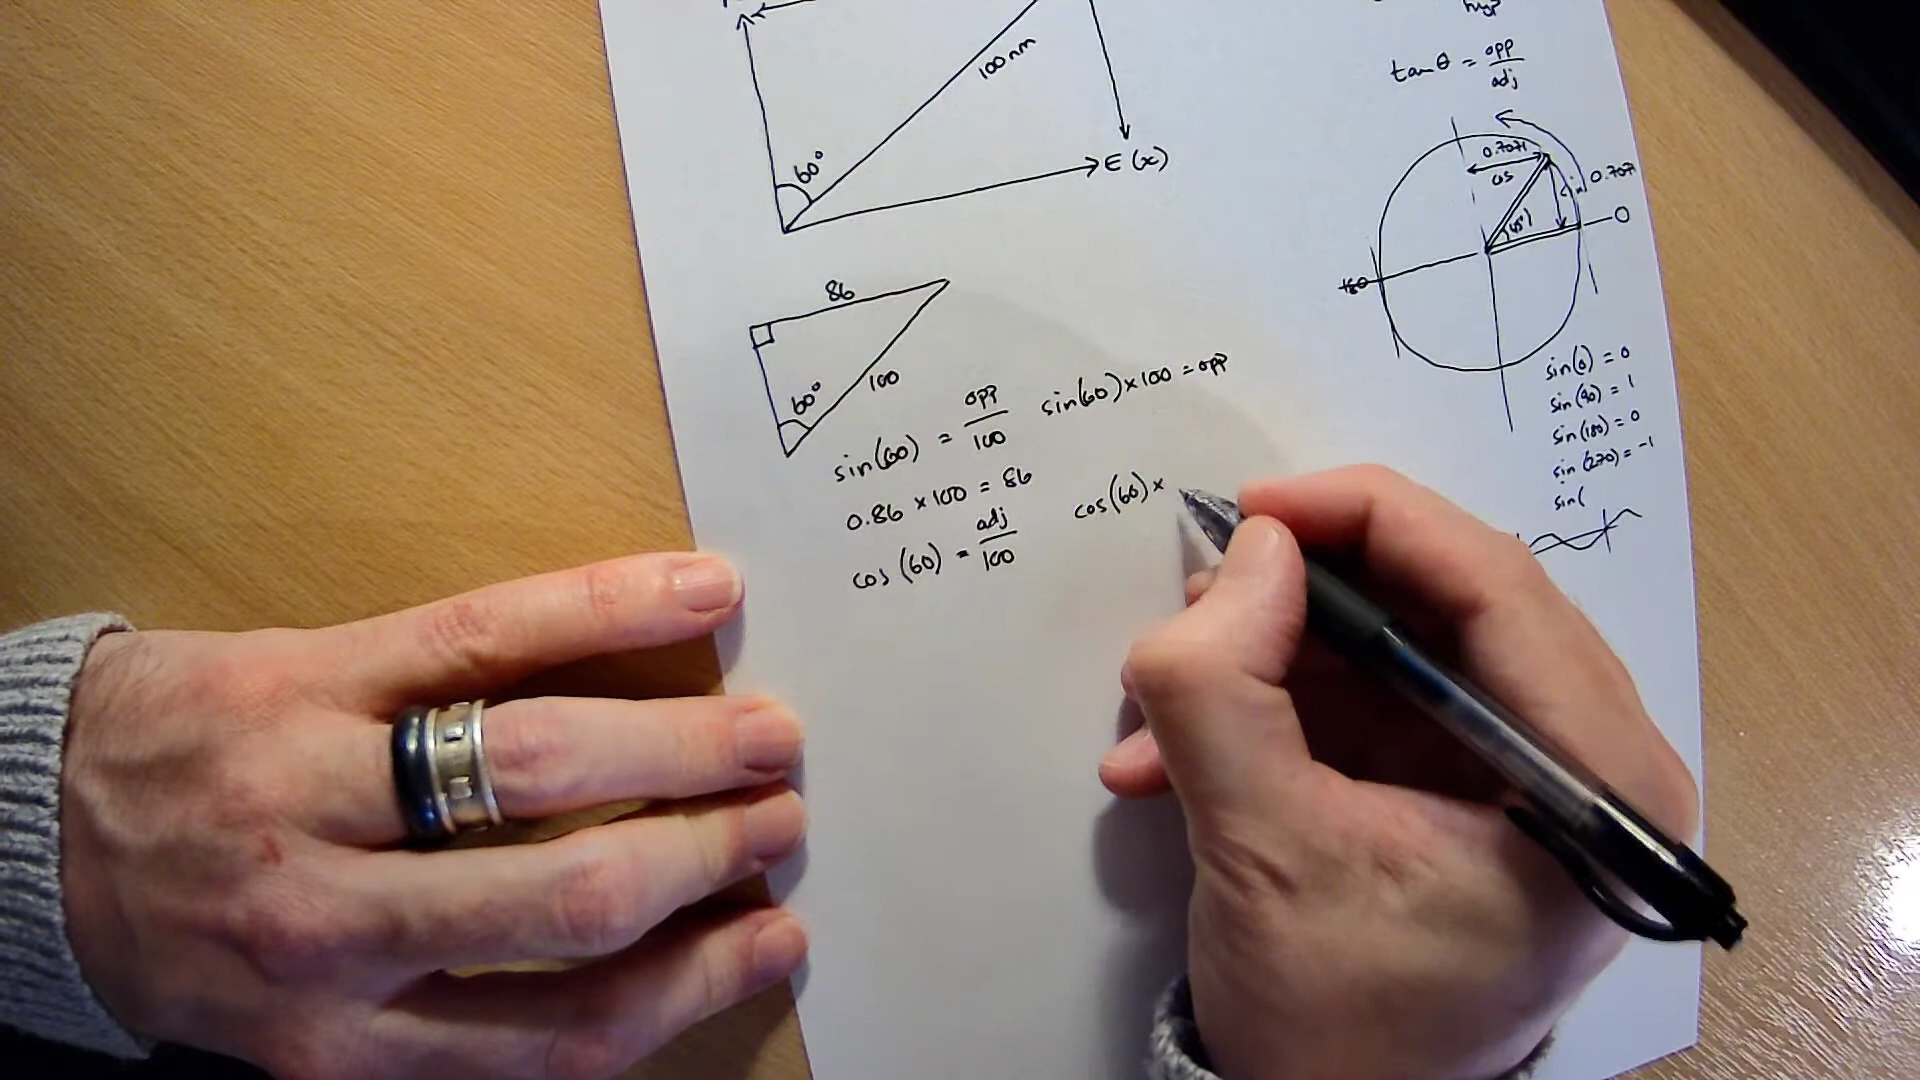 hyp
tan θ = opp
adj
100nm
60°
E (x)
0.7071
cos
sin 0.7071
45°
0
180
86
60°
100
sin(60) = opp
100
sin(60) × 100 = opp
0.86 × 100 = 86
cos (60) = adj
100
cos(60) ×
sin(0) = 0
sin(90) = 1
sin(180) = 0
sin(270) = -1
sin(